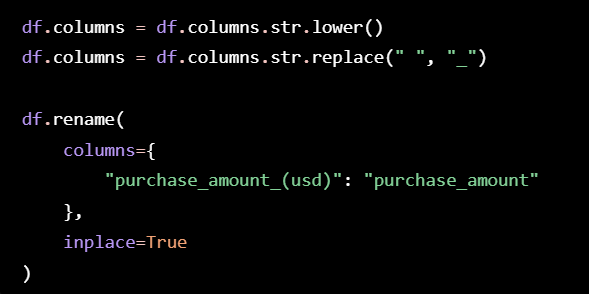 df.columns = df.columns.str.lower()
df.columns = df.columns.str.replace(" ", "_")
df.rename(
    columns={
        "purchase_amount_(usd)": "purchase_amount"
    },
    inplace=True
)